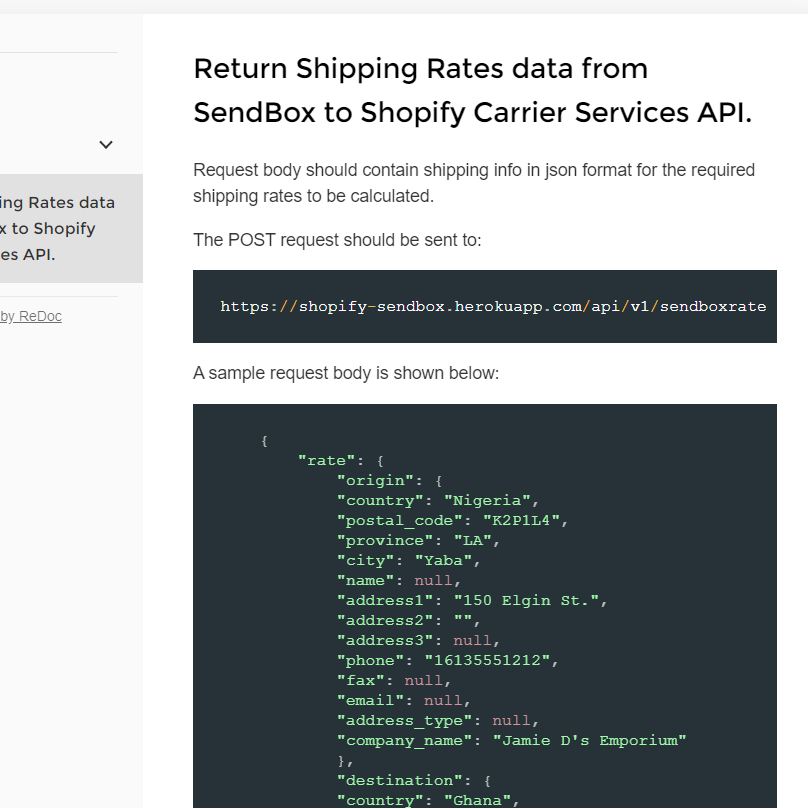 Return Shipping Rates data from
SendBox to Shopify Carrier Services API.
Request body should contain shipping info in json format for the required
shipping rates to be calculated.
The POST request should be sent to:
https://shopify-sendbox.herokuapp.com/api/v1/sendboxrate
A sample request body is shown below:
{
"rate": {
"origin": {
"country": "Nigeria",
"postal_code": "K2P1L4",
"province": "LA",
"city": "Yaba",
"name": null,
"address1": "150 Elgin St.",
"address2": "",
"address3": null,
"phone": "16135551212",
"fax": null,
"email": null,
"address_type": null,
"company_name": "Jamie D's Emporium"
},
"destination": {
"country": "Ghana",
ing Rates data
x to Shopify
es API.
by ReDoc